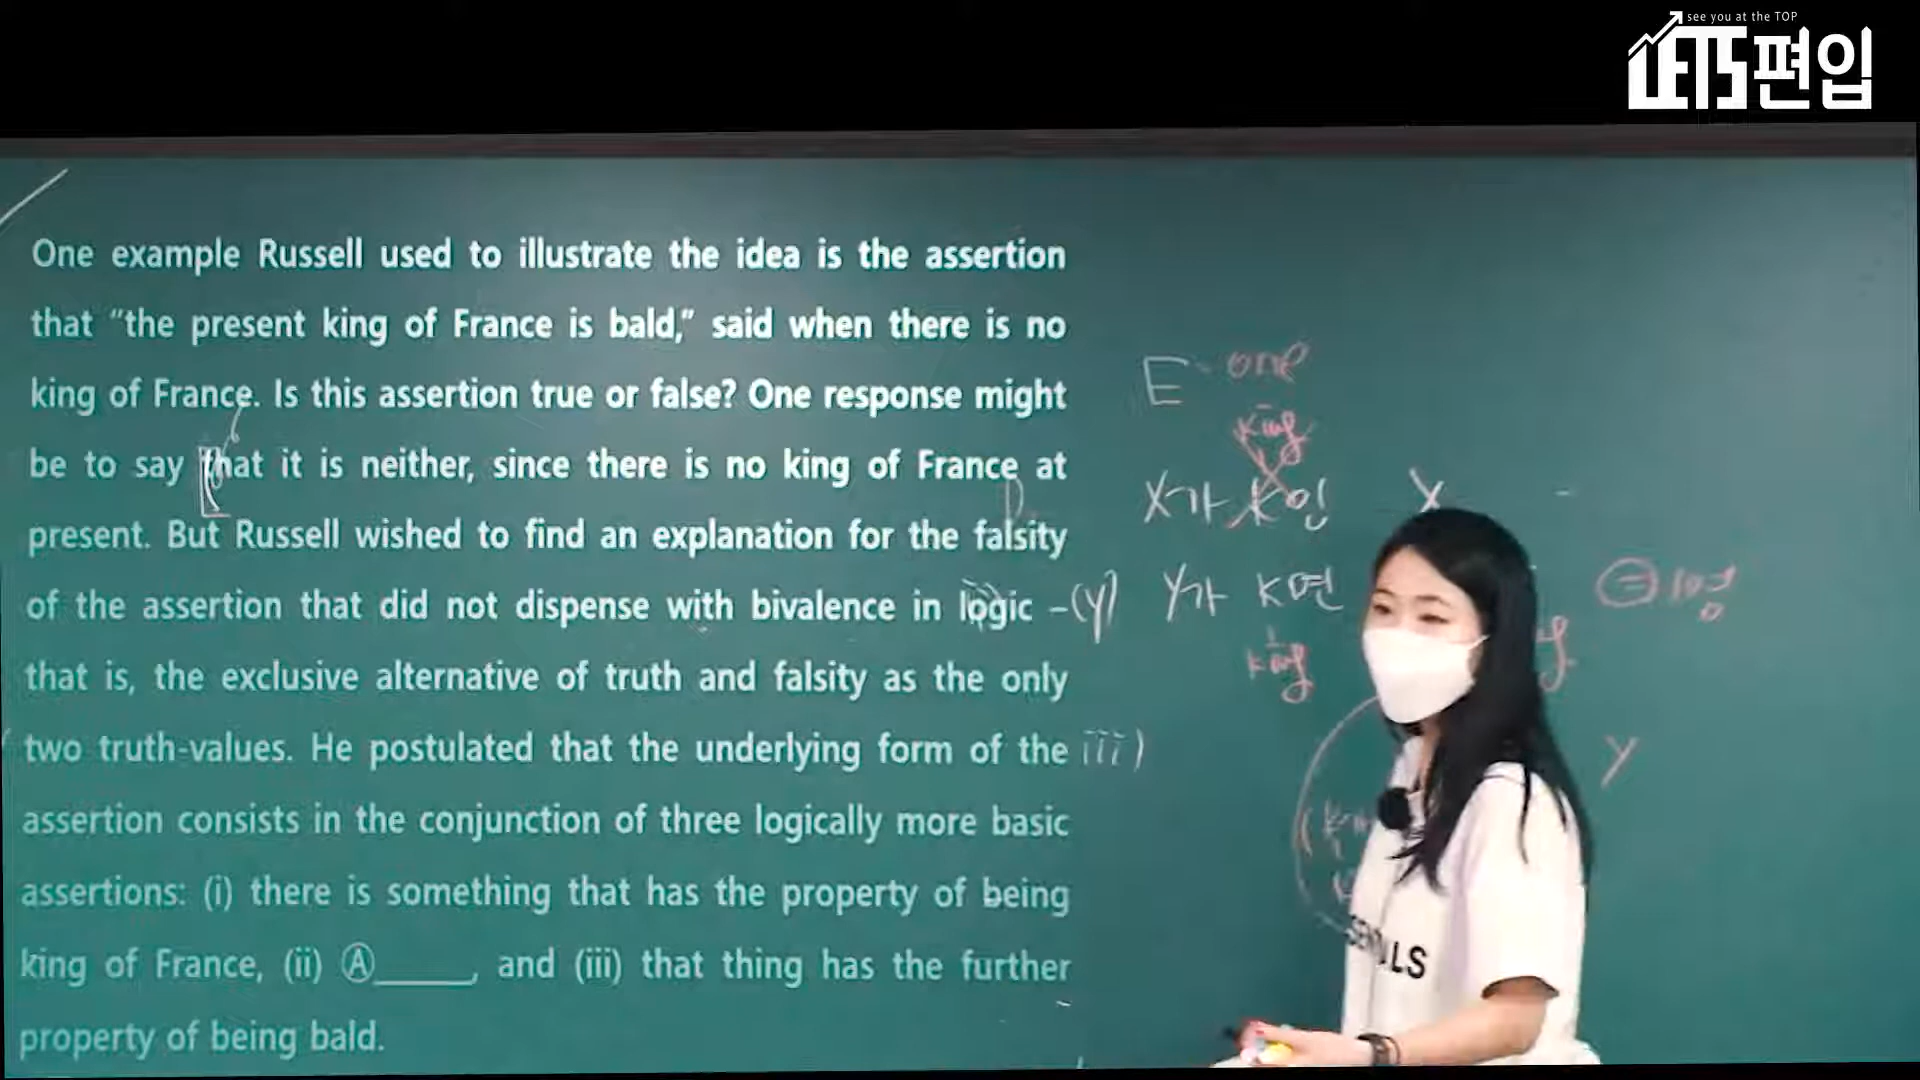 see you at the TOP
LETS편입
One example Russell used to illustrate the idea is the assertion
that “the present king of France is bald,” said when there is no
king of France. Is this assertion true or false? One response might
be to say that it is neither, since there is no king of France at
present. But Russell wished to find an explanation for the falsity
of the assertion that did not dispense with bivalence in logic –
that is, the exclusive alternative of truth and falsity as the only
two truth-values. He postulated that the underlying form of the
assertion consists in the conjunction of three logically more basic
assertions: (i) there is something that has the property of being
king of France, (ii) Ⓐ______, and (iii) that thing has the further
property of being bald.
E one
king
X가 K인 X
(y) y가 K면
king
iii) y